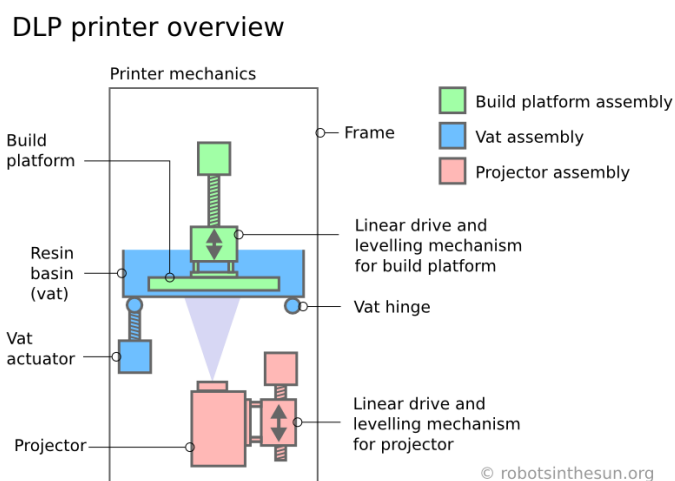 DLP printer overview
Printer mechanics
Build platform assembly
Vat assembly
Projector assembly
Frame
Build
platform
Linear drive and
levelling mechanism
for build platform
Resin
basin
(vat)
Vat hinge
Vat
actuator
Linear drive and
levelling mechanism
for projector
Projector
© robotsinthesun.org